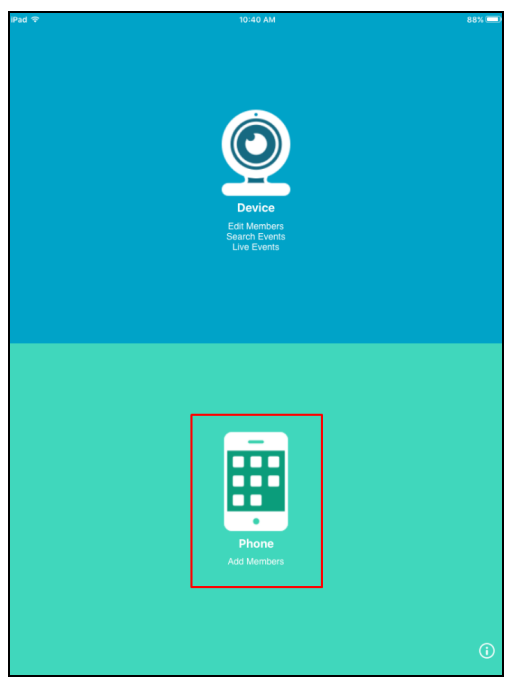 iPad 10:40 AM 88%
Device
Edit Members
Search Events
Live Events
Phone
Add Members